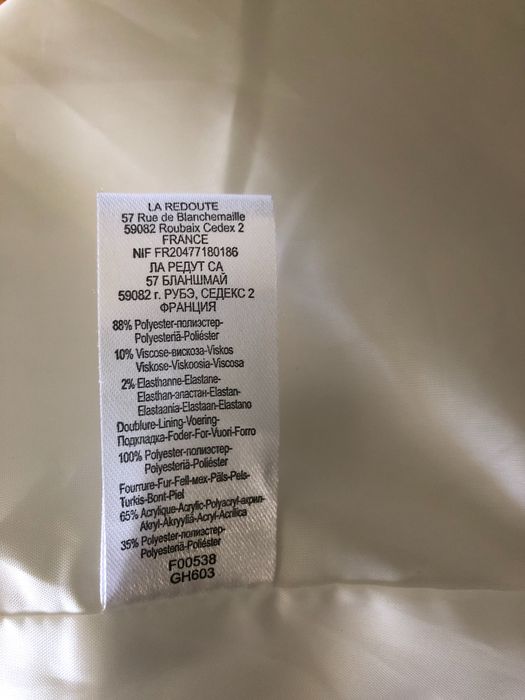 LA REDOUTE
57 Rue de Blanchemaille
59082 Roubaix Cedex 2
FRANCE
NIF FR20477180186
ЛА РЕДУТ СА
57 БЛАНШМАЙ
59082 г. РУБЭ, СЕДЕКС 2
ФРАНЦИЯ
88% Polyester-полиэстер-
Polyesteriä-Poliéster
10% Viscose-вискоза-Viskos
Viskose-Viskoosia-Viscosa
2% Elasthanne-Elastane-
Elasthan-эластан-Elastan-
Elastaania-Elastaan-Elastano
Doublure-Lining-Voering-
Подкладка-Foder-For-Vuori-Forro
100% Polyester-полиэстер-
Polyesteriä-Poliéster
Fourrure-Fur-Fell-мех-Päls-Pels-
Turkis-Bont-Piel
65% Acrylique-Acrylic-Polyacryl-акрил-
Akryl-Akryyliä-Acryl-Acrílica
35% Polyester-полиэстер-
Polyesteriä-Poliéster
F00538
GH603